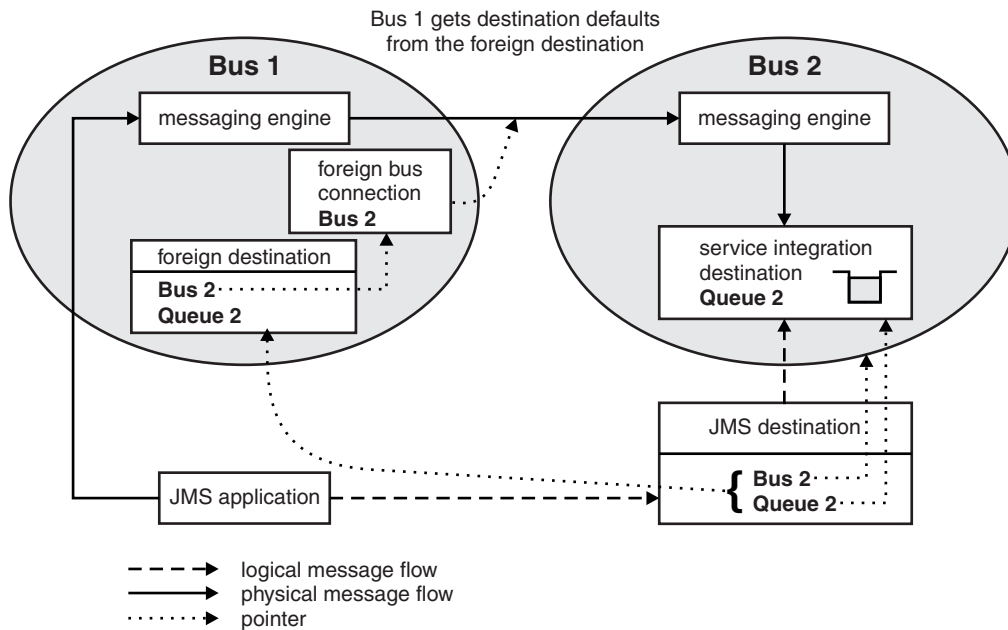 Bus 1 gets destination defaults
from the foreign destination
Bus 1
messaging engine
foreign bus
connection
Bus 2
foreign destination
Bus 2
Queue 2
Bus 2
messaging engine
service integration
destination
Queue 2
JMS destination
{ Bus 2
Queue 2
JMS application
logical message flow
physical message flow
pointer